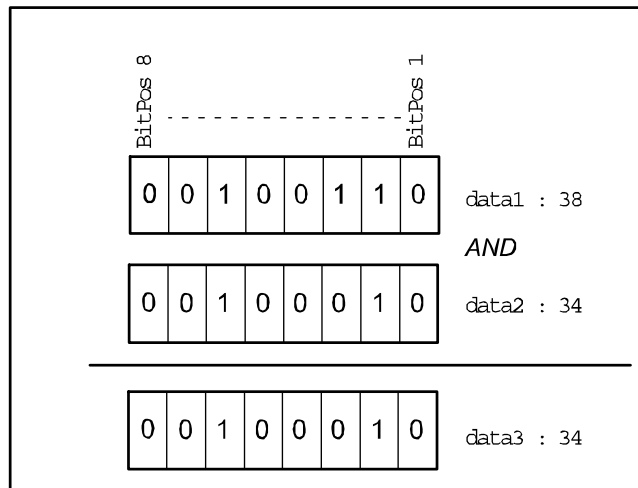 BitPos 8
BitPos 1
0 0 1 0 0 1 1 0
data1 : 38
AND
0 0 1 0 0 0 1 0
data2 : 34
0 0 1 0 0 0 1 0
data3 : 34